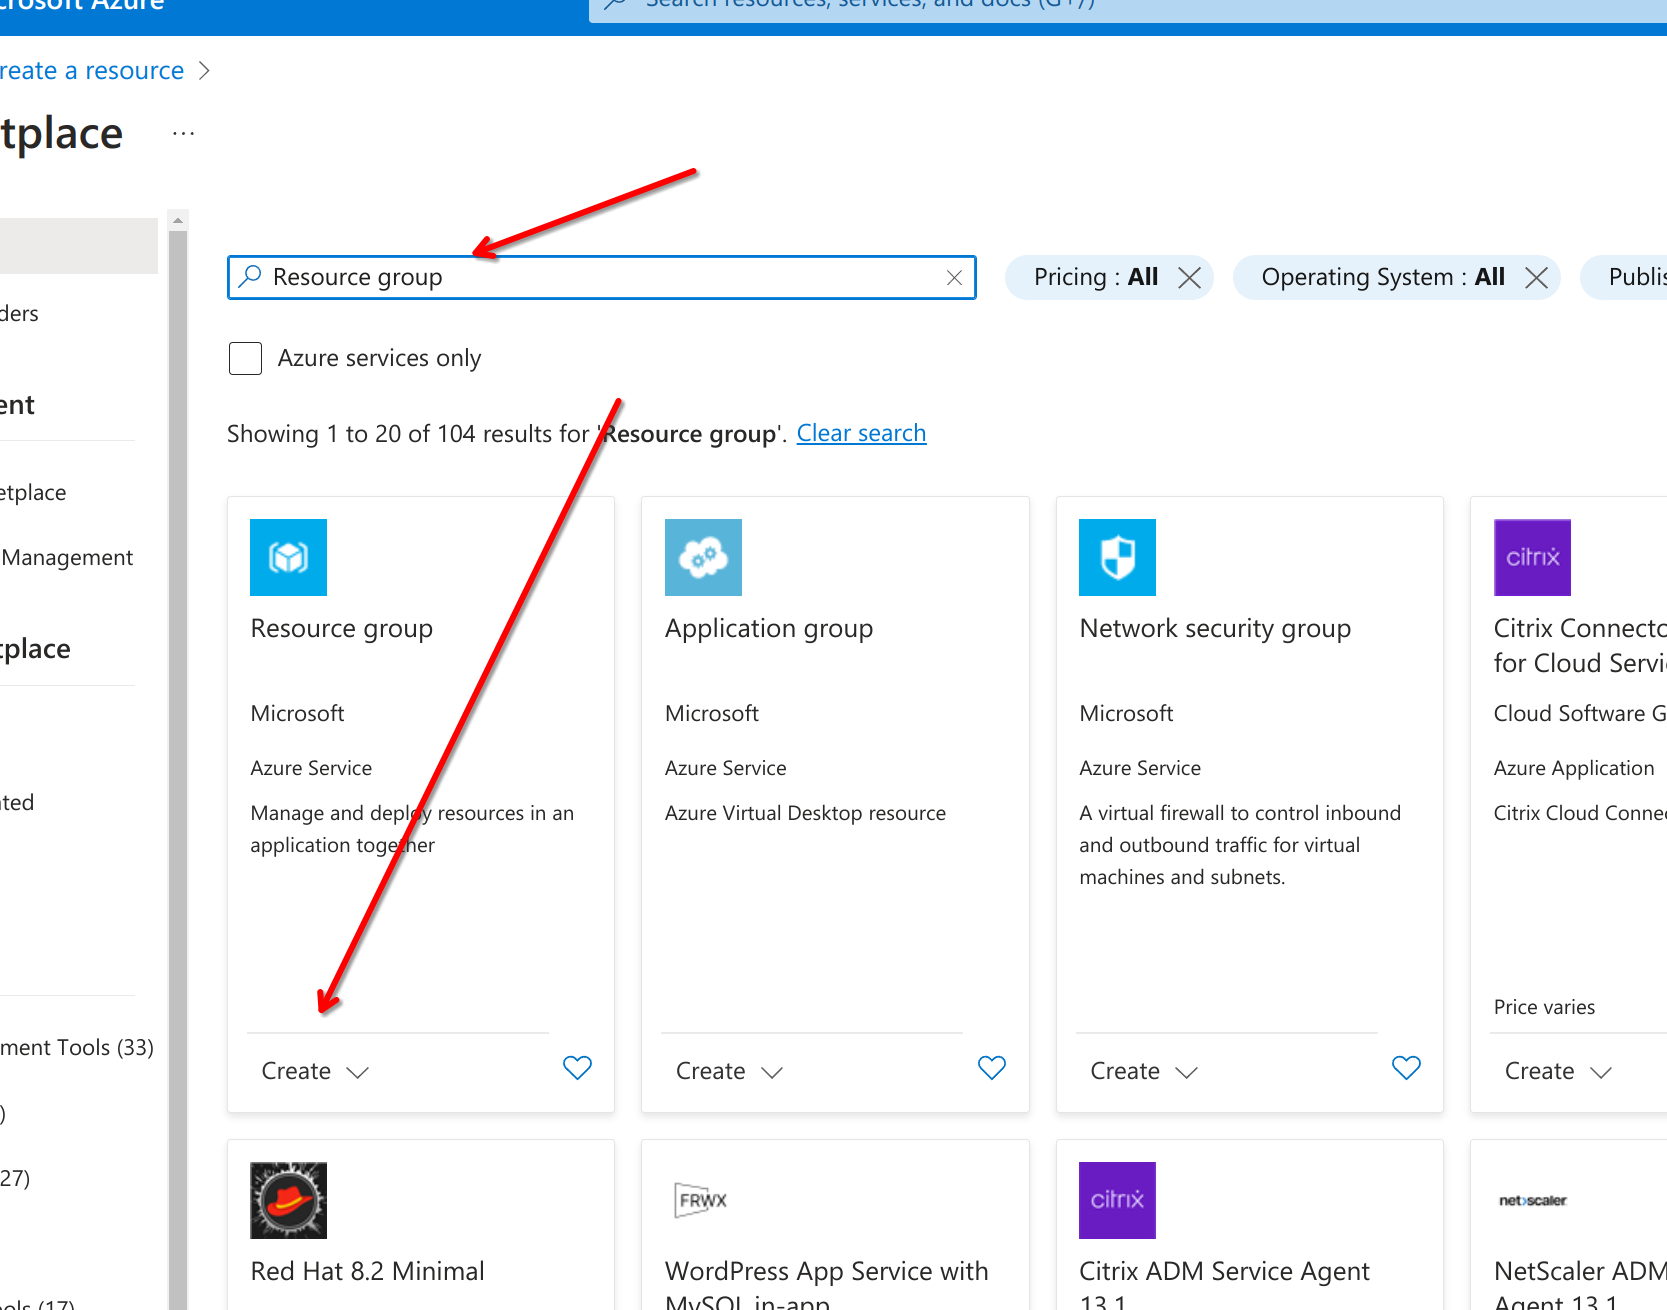 crosoft Azure
Search resources, services, and docs (G+/)
reate a resource
tplace
...
Resource group
Pricing : All
Operating System : All
Publis
ders
Azure services only
ent
Showing 1 to 20 of 104 results for 'Resource group'. Clear search
etplace
Management
tplace
ated
ment Tools (33)
)
27)
ols (17)
Resource group
Microsoft
Azure Service
Manage and deploy resources in an
application together
Create
Application group
Microsoft
Azure Service
Azure Virtual Desktop resource
Create
Network security group
Microsoft
Azure Service
A virtual firewall to control inbound
and outbound traffic for virtual
machines and subnets.
Create
citrix
Citrix Connecto
for Cloud Servi
Cloud Software G
Azure Application
Citrix Cloud Connec
Price varies
Create
Red Hat 8.2 Minimal
FRWX
WordPress App Service with
MySQL in-app
citrix
Citrix ADM Service Agent
13.1
net>scaler
NetScaler ADM
Agent 13.1